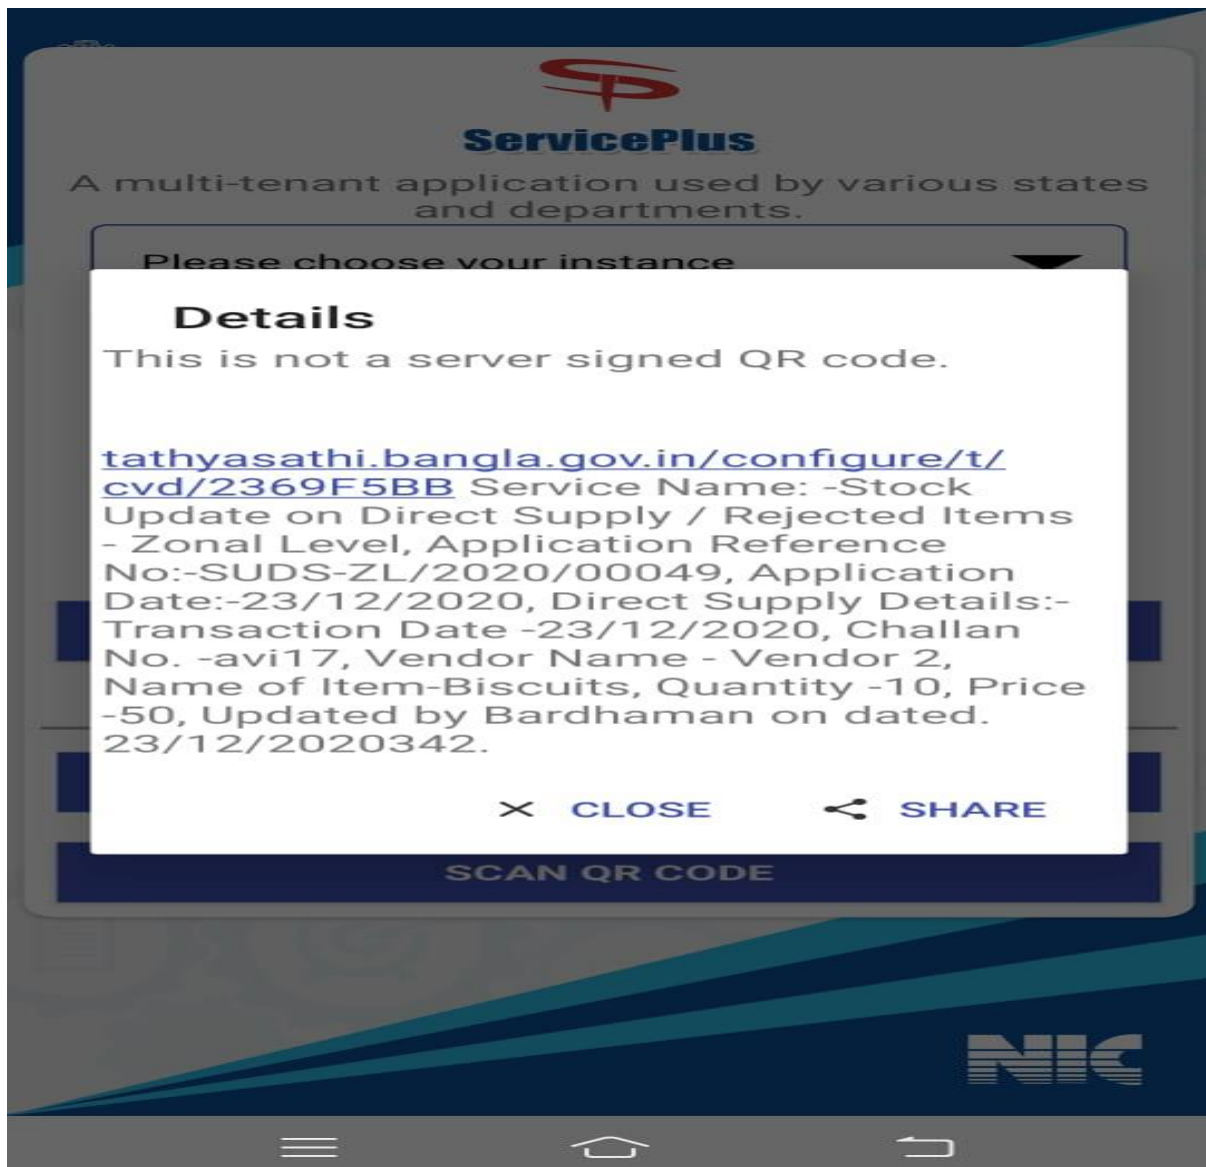 ServicePlus
A multi-tenant application used by various states
and departments.
Please choose your instance
Details
This is not a server signed QR code.
tathyasathi.bangla.gov.in/configure/t/
cvd/2369F5BB Service Name: -Stock
Update on Direct Supply / Rejected Items
- Zonal Level, Application Reference
No:-SUDS-ZL/2020/00049, Application
Date:-23/12/2020, Direct Supply Details:-
Transaction Date -23/12/2020, Challan
No. -avi17, Vendor Name - Vendor 2,
Name of Item-Biscuits, Quantity -10, Price
-50, Updated by Bardhaman on dated.
23/12/2020342.
CLOSE SHARE
SCAN QR CODE
NIC